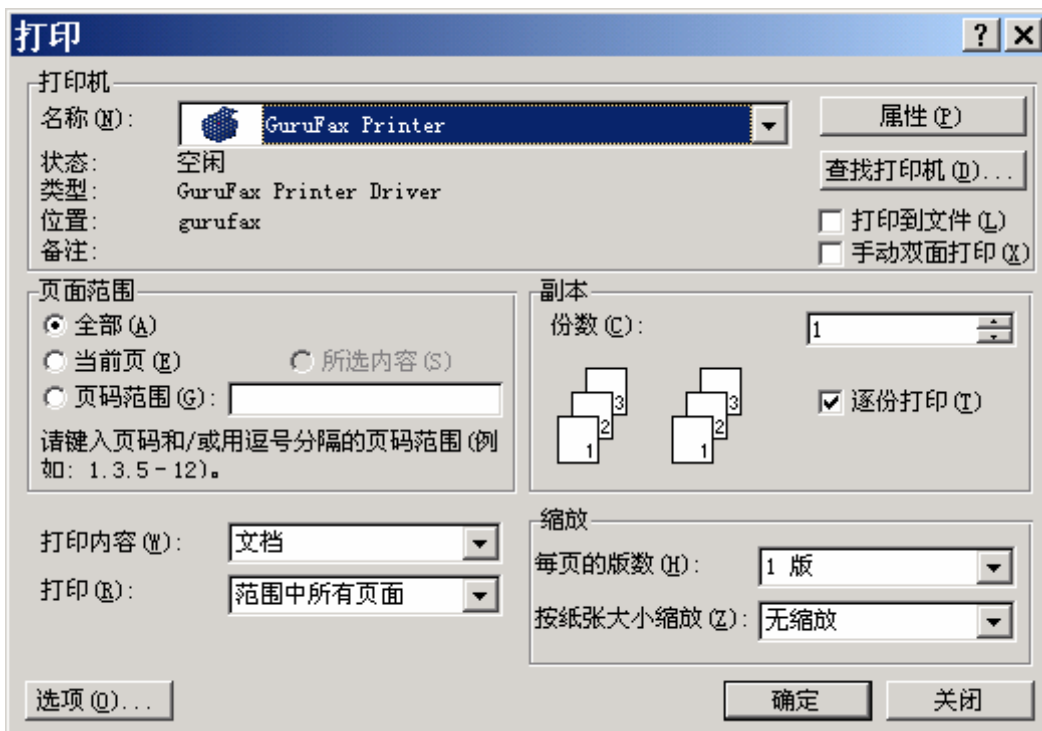 打印
打印机
名称(N): GuruFax Printer 属性(P)
状态: 空闲
类型: GuruFax Printer Driver 查找打印机(D)...
位置: gurufax 打印到文件(L)
备注: 手动双面打印(X)
页面范围
全部(A)
当前页(E) 所选内容(S)
页码范围(G):
请键入页码和/或用逗号分隔的页码范围(例
如: 1.3.5-12)。
副本
份数(C): 1
1 2 3 1 2 3
逐份打印(T)
打印内容(W): 文档
打印(R): 范围中所有页面
缩放
每页的版数(H): 1 版
按纸张大小缩放(Z): 无缩放
选项(O)... 确定 关闭